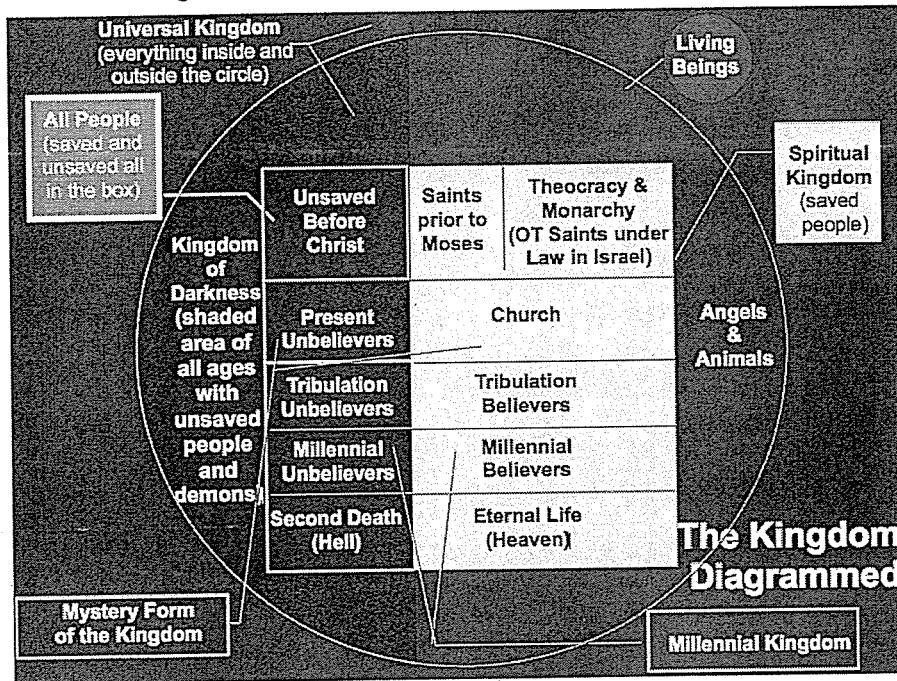 Universal Kingdom
(everything inside and
outside the circle)
Living
Beings
All People
(saved and
unsaved all
in the box)
Spiritual
Kingdom
(saved
people)
Unsaved
Before
Christ
Saints
prior to
Moses
Theocracy &
Monarchy
(OT Saints under
Law in Israel)
Kingdom
of
Darkness
(shaded
area of
all ages
with
unsaved
people
and
demons)
Present
Unbelievers
Church
Angels
&
Animals
Tribulation
Unbelievers
Tribulation
Believers
Millennial
Unbelievers
Millennial
Believers
Second Death
(Hell)
Eternal Life
(Heaven)
The Kingdom
Diagrammed
Mystery Form
of the Kingdom
Millennial Kingdom